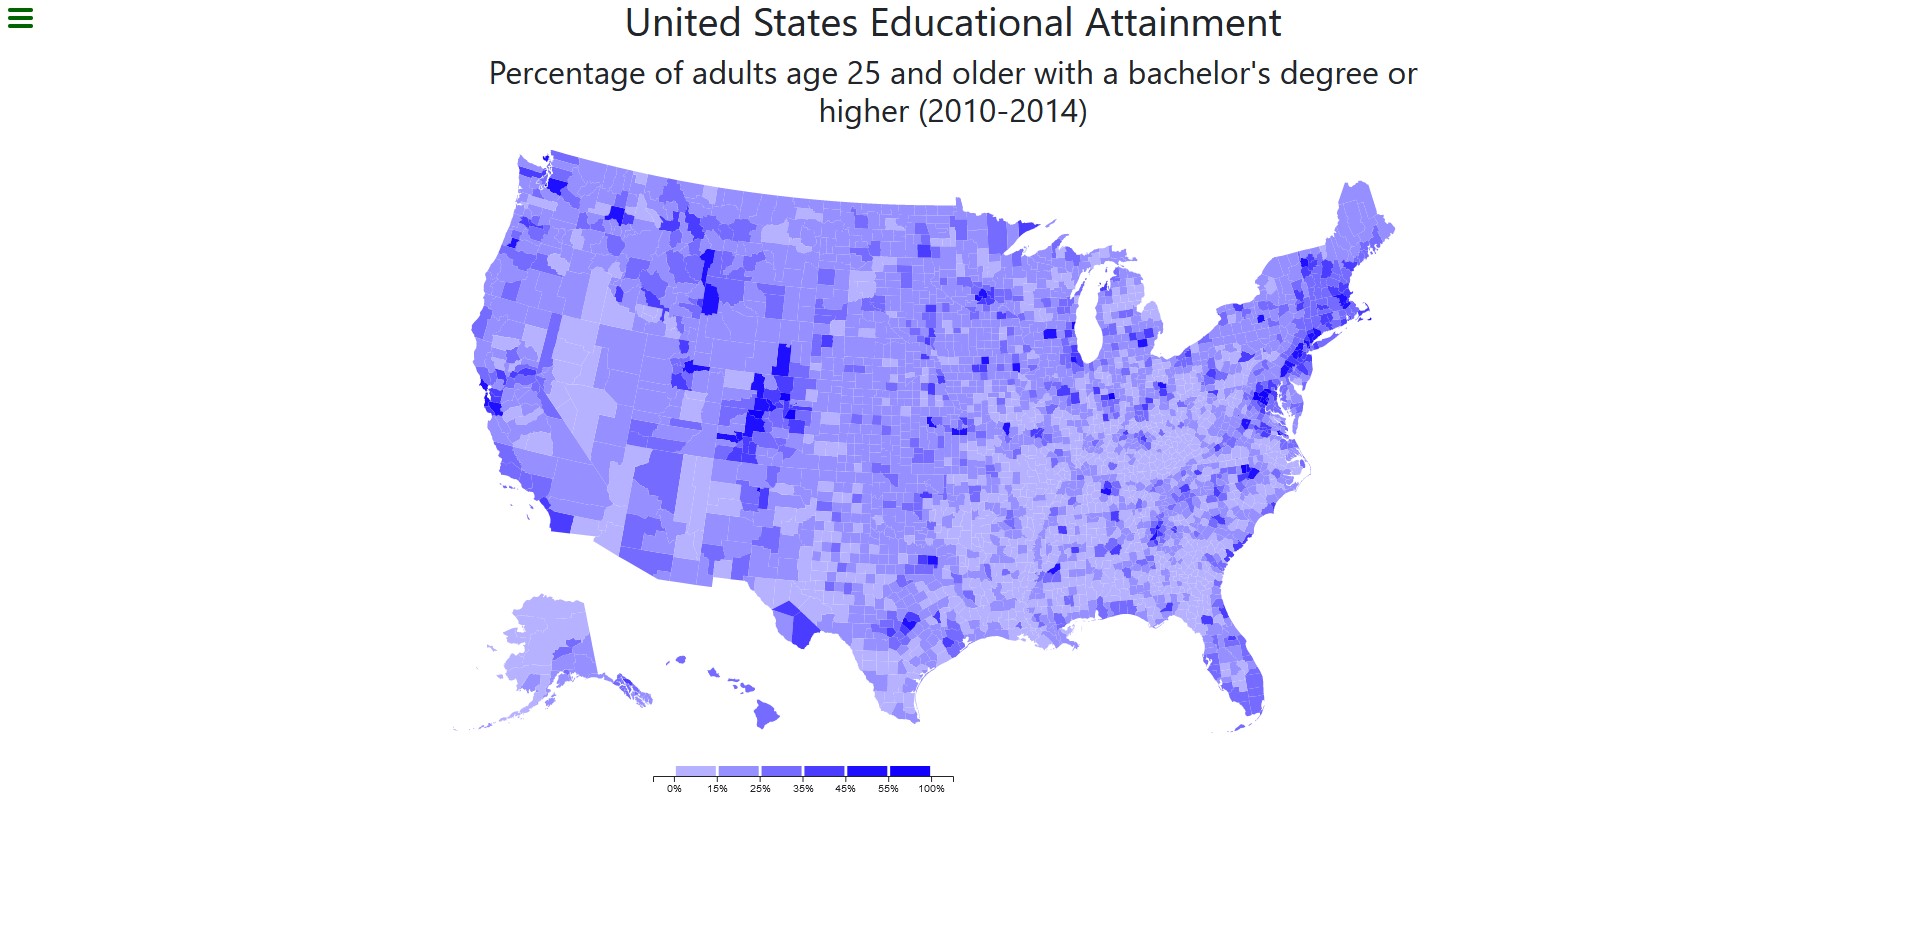 United States Educational Attainment
Percentage of adults age 25 and older with a bachelor's degree or
higher (2010-2014)
0% 15% 25% 35% 45% 55% 100%